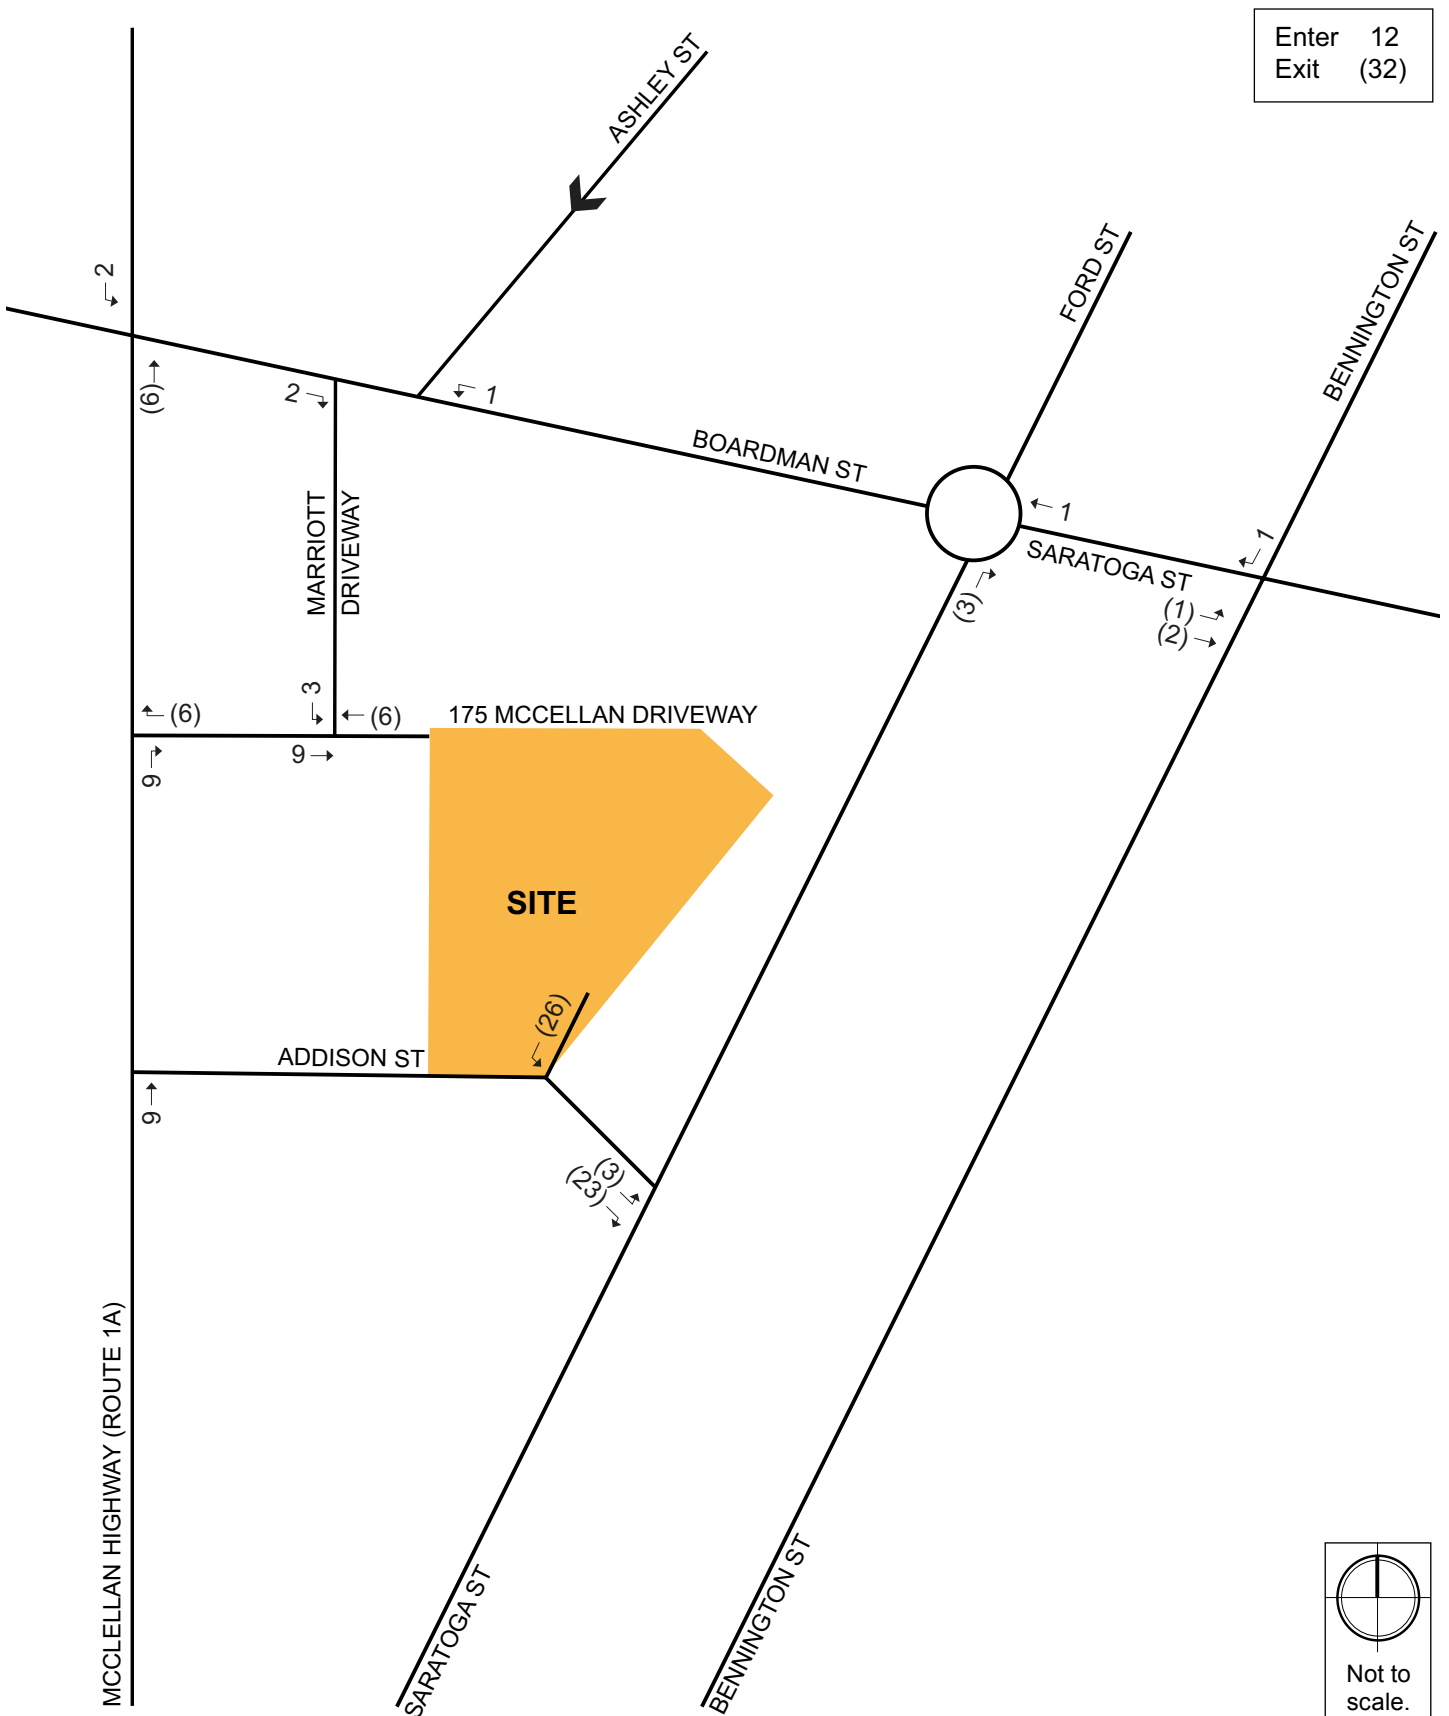 Enter 12
Exit (32)
ASHLEY ST
FORD ST
BENNINGTON ST
2
(6)
2
1
BOARDMAN ST
1
SARATOGA ST
1
(1)
(2)
(3)
MARRIOTT
DRIVEWAY
3
(6)
(6)
175 MCCELLAN DRIVEWAY
9
9
SITE
(26)
ADDISON ST
9
(3)
(23)
MCCLELLAN HIGHWAY (ROUTE 1A)
SARATOGA ST
BENNINGTON ST
Not to
scale.